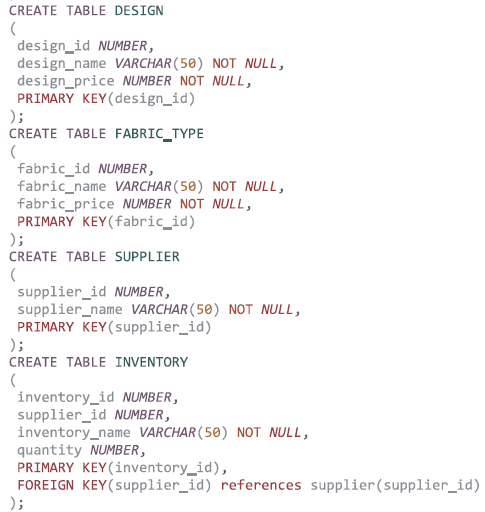 CREATE TABLE DESIGN
(
design_id NUMBER,
design_name VARCHAR(50) NOT NULL,
design_price NUMBER NOT NULL,
PRIMARY KEY(design_id)
);
CREATE TABLE FABRIC_TYPE
(
fabric_id NUMBER,
fabric_name VARCHAR(50) NOT NULL,
fabric_price NUMBER NOT NULL,
PRIMARY KEY(fabric_id)
);
CREATE TABLE SUPPLIER
(
supplier_id NUMBER,
supplier_name VARCHAR(50) NOT NULL,
PRIMARY KEY(supplier_id)
);
CREATE TABLE INVENTORY
(
inventory_id NUMBER,
supplier_id NUMBER,
inventory_name VARCHAR(50) NOT NULL,
quantity NUMBER,
PRIMARY KEY(inventory_id),
FOREIGN KEY(supplier_id) references supplier(supplier_id)
);